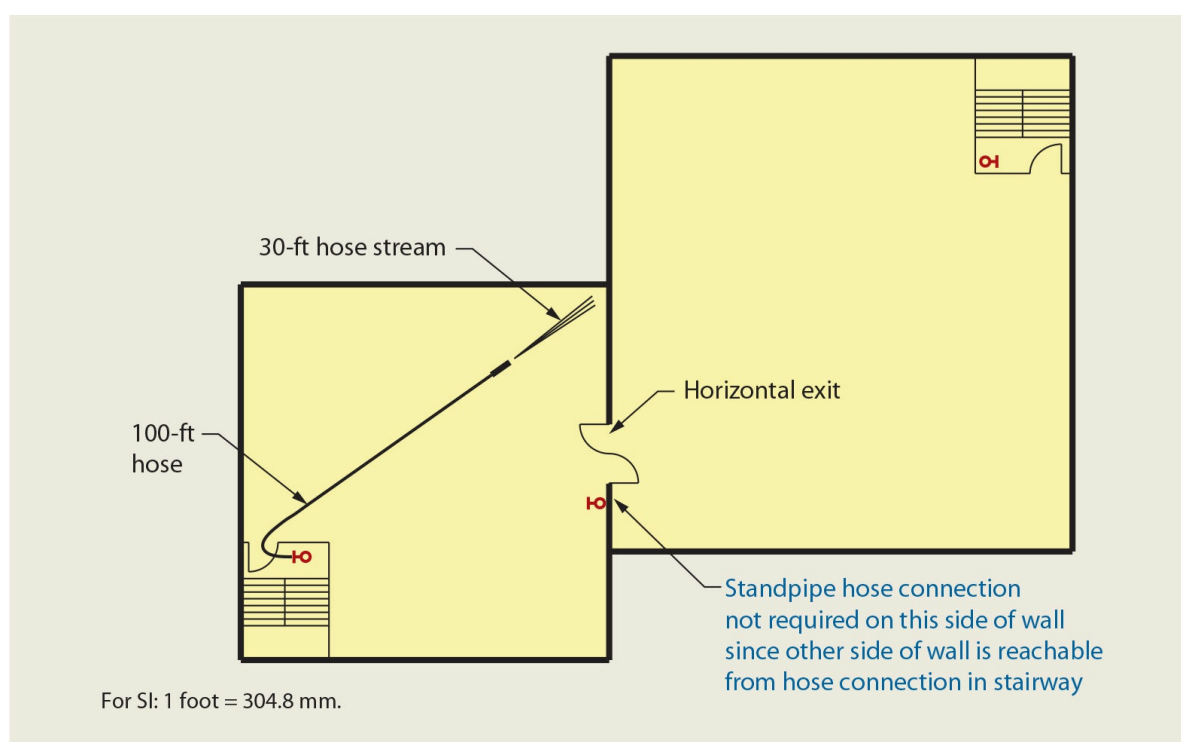 30-ft hose stream
Horizontal exit
100-ft
hose
Standpipe hose connection
not required on this side of wall
since other side of wall is reachable
from hose connection in stairway
For SI: 1 foot = 304.8 mm.